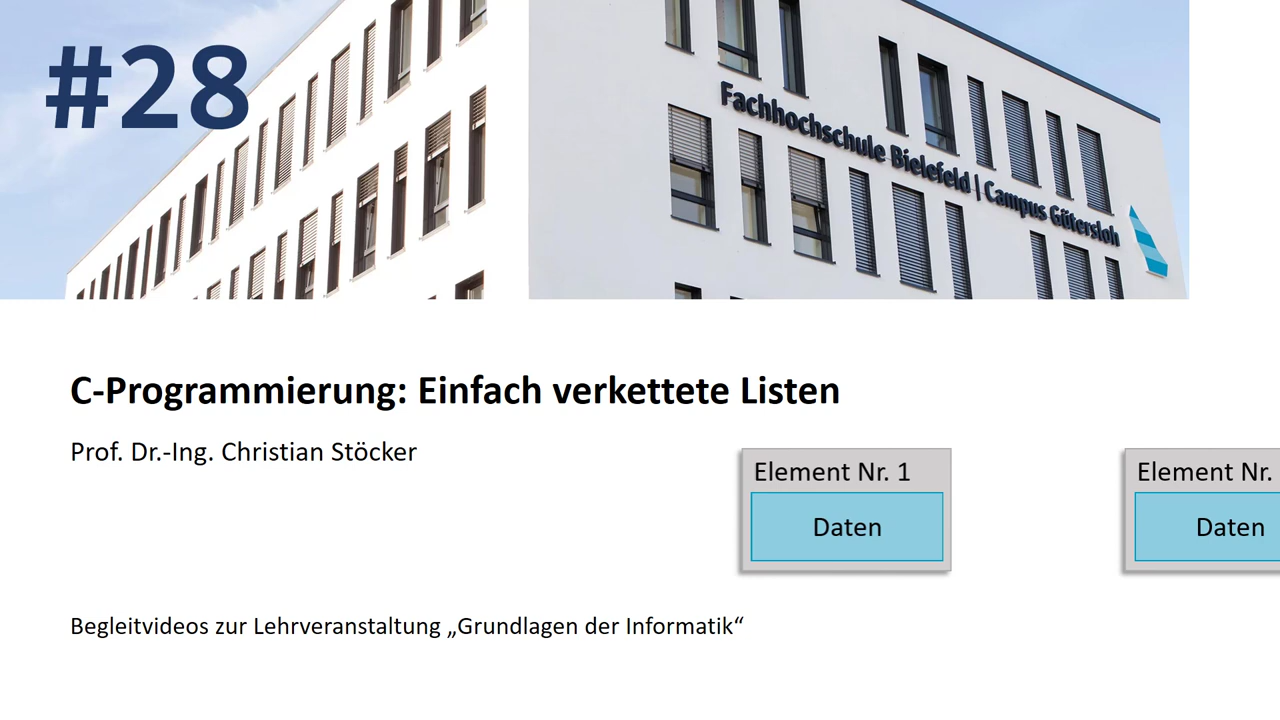 #28
Fachhochschule Bielefeld | Campus Gütersloh
C-Programmierung: Einfach verkettete Listen
Prof. Dr.-Ing. Christian Stöcker
Element Nr. 1
Element Nr.
Daten
Daten
Begleitvideos zur Lehrveranstaltung „Grundlagen der Informatik“